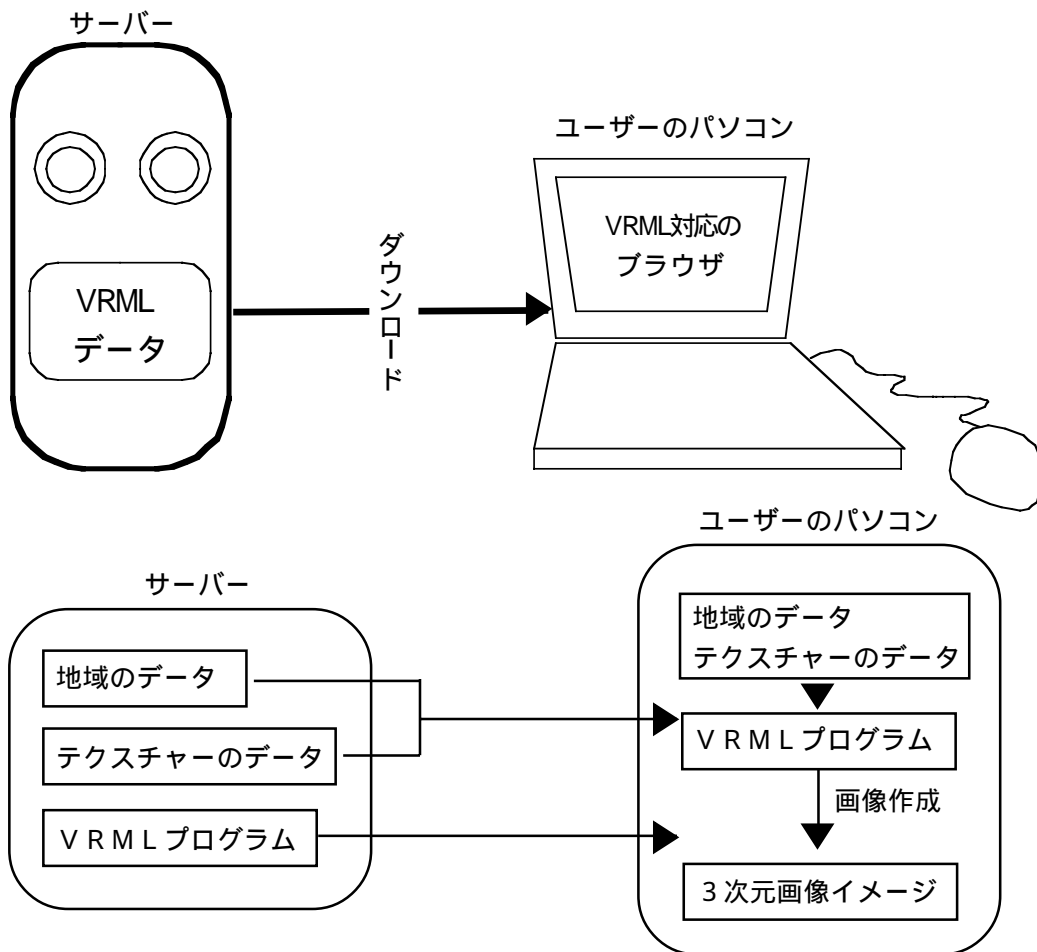 サーバー
ユーザーのパソコン
VRML対応の
ブラウザ
ダウンロード
VRML
データ
ユーザーのパソコン
サーバー
地域のデータ
テクスチャーのデータ
地域のデータ
テクスチャーのデータ
VRMLプログラム
VRMLプログラム
画像作成
3次元画像イメージ